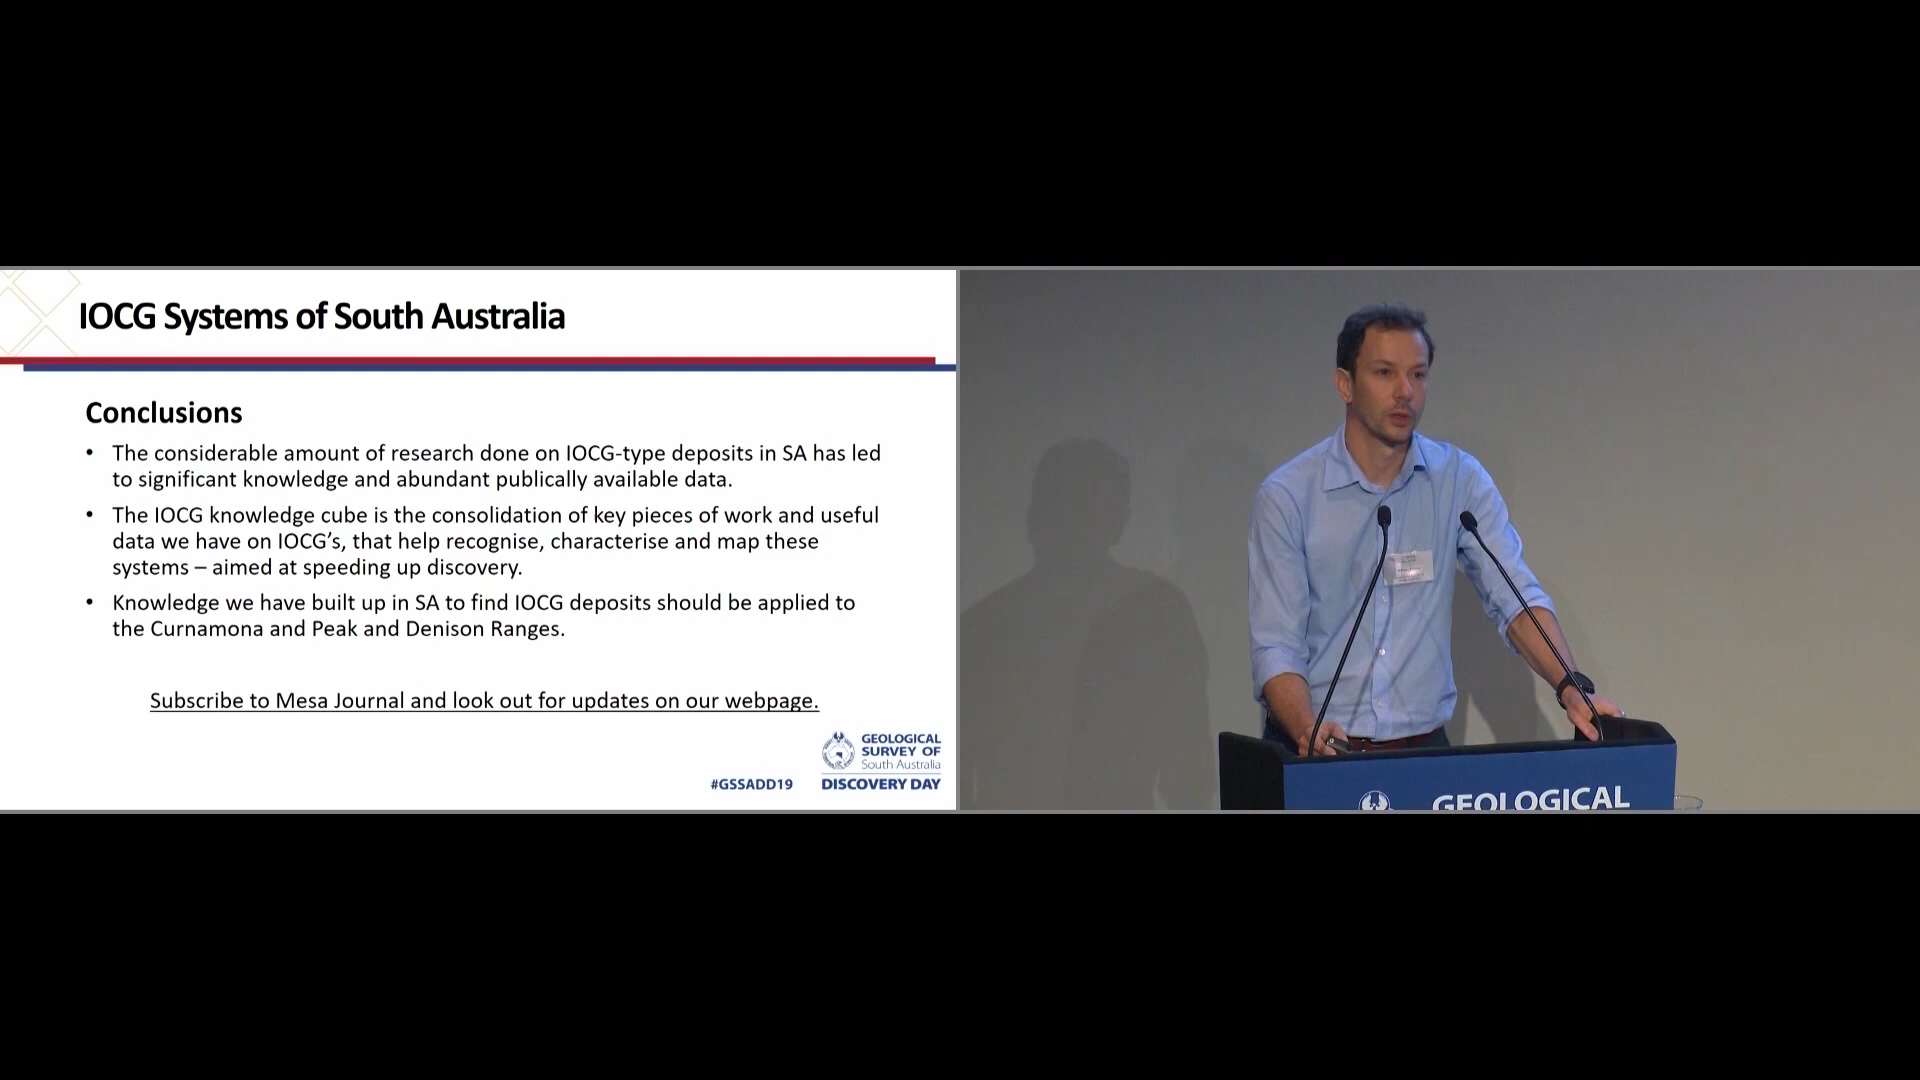 IOCG Systems of South Australia
Conclusions
• The considerable amount of research done on IOCG-type deposits in SA has led
to significant knowledge and abundant publically available data.
• The IOCG knowledge cube is the consolidation of key pieces of work and useful
data we have on IOCG's, that help recognise, characterise and map these
systems – aimed at speeding up discovery.
• Knowledge we have built up in SA to find IOCG deposits should be applied to
the Curnamona and Peak and Denison Ranges.
Subscribe to Mesa Journal and look out for updates on our webpage.
GEOLOGICAL
SURVEY OF
South Australia
#GSSADD19
DISCOVERY DAY
GEOLOGICAL